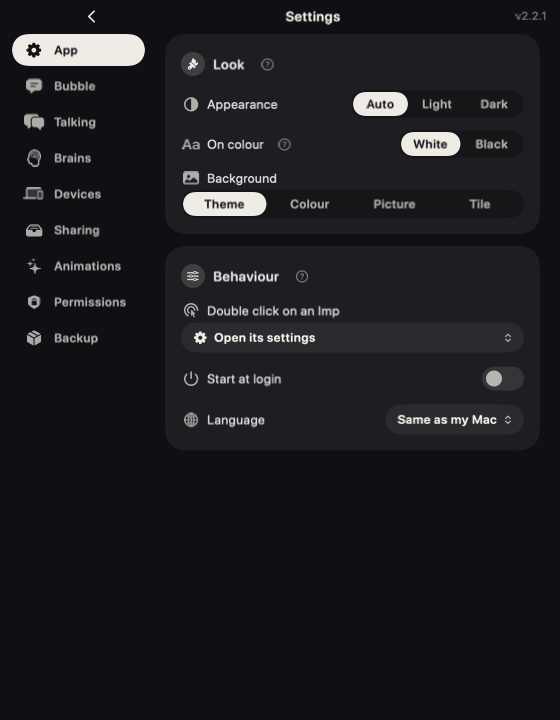 Settings
v2.2.1
App
Bubble
Talking
Brains
Devices
Sharing
Animations
Permissions
Backup
Look ?
Appearance Auto Light Dark
Aa On colour ? White Black
Background
Theme Colour Picture Tile
Behaviour ?
Double click on an Imp
Open its settings
Start at login
Language Same as my Mac